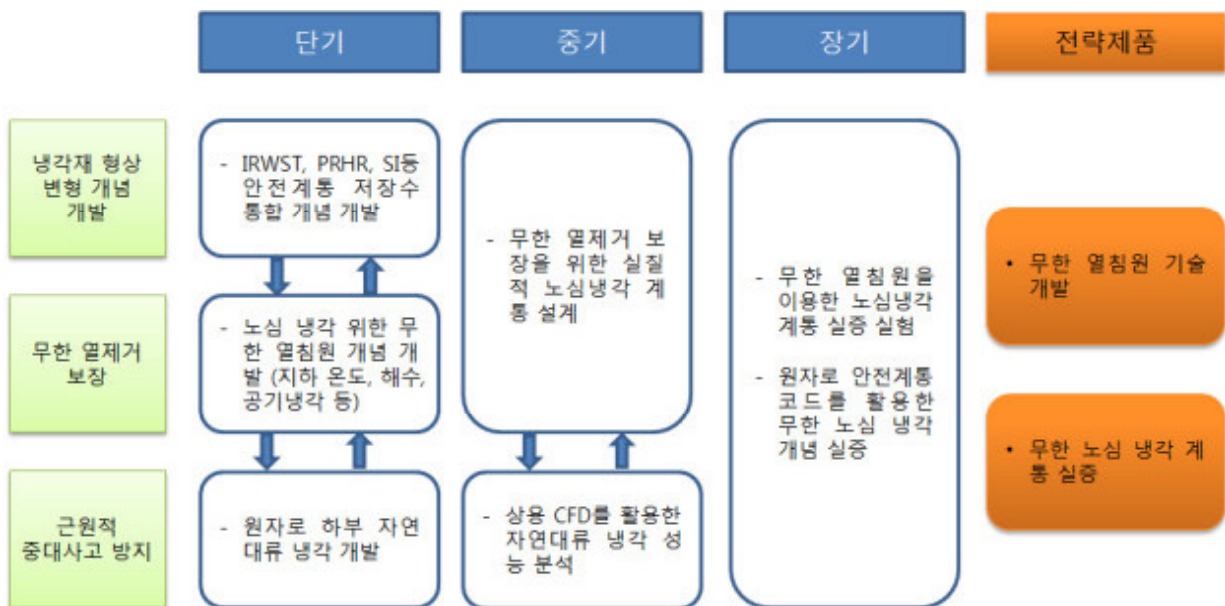 단기
중기
장기
전략제품
냉각재 형상
변형 개념
개발
- IRWST, PRHR, SI등
안전계통 저장수
통합 개념 개발
무한 열제거
보장
- 노심 냉각 위한 무
한 열침원 개념 개
발 (지하 온도, 해수,
공기냉각 등)
근원적
중대사고 방지
- 원자로 하부 자연
대류 냉각 개발
- 무한 열제거 보
장을 위한 실질
적 노심냉각 계
통 설계
- 상용 CFD를 활용한
자연대류 냉각 성
능 분석
- 무한 열침원을
이용한 노심냉각
계통 실증 실험
- 원자로 안전계통
코드를 활용한
무한 노심 냉각
개념 실증
• 무한 열침원 기술
개발
• 무한 노심 냉각 계
통 실증